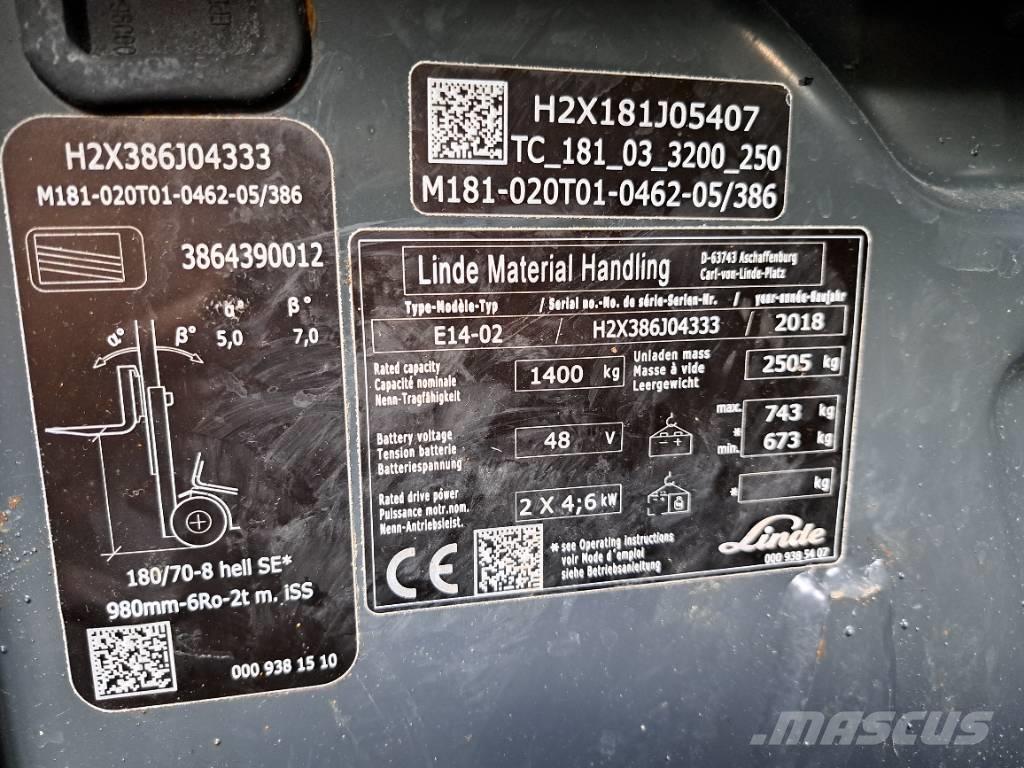 H2X181J05407
TC_181_03_3200_250
M181-020T01-0462-05/386
H2X386J04333
M181-020T01-0462-05/386
3864390012
α° β°
5,0 7,0
α° β°
180/70-8 hell SE*
980mm-6Ro-2t m. iSS
000 938 15 10
Linde Material Handling
D-63743 Aschaffenburg
Carl-von-Linde-Platz
Type-Modèle-Typ / Serial no.-No. de série-Serien-Nr. / year-année-Baujahr
E14-02 / H2X386J04333 / 2018
Rated capacity
Capacité nominale
Nenn-Tragfähigkeit
1400 kg
Unladen mass
Masse à vide
Leergewicht
2505 kg
Battery voltage
Tension batterie
Batteriespannung
48 V
max. 743 kg
*
min. 673 kg
Rated drive power
Puissance motr.nom.
Nenn-Antriebsleist.
2 X 4;6 kW
* kg
CE
* see Operating instructions
voir Mode d'emploi
siehe Betriebsanleitung
Linde
000 938 54 07
MASCUS